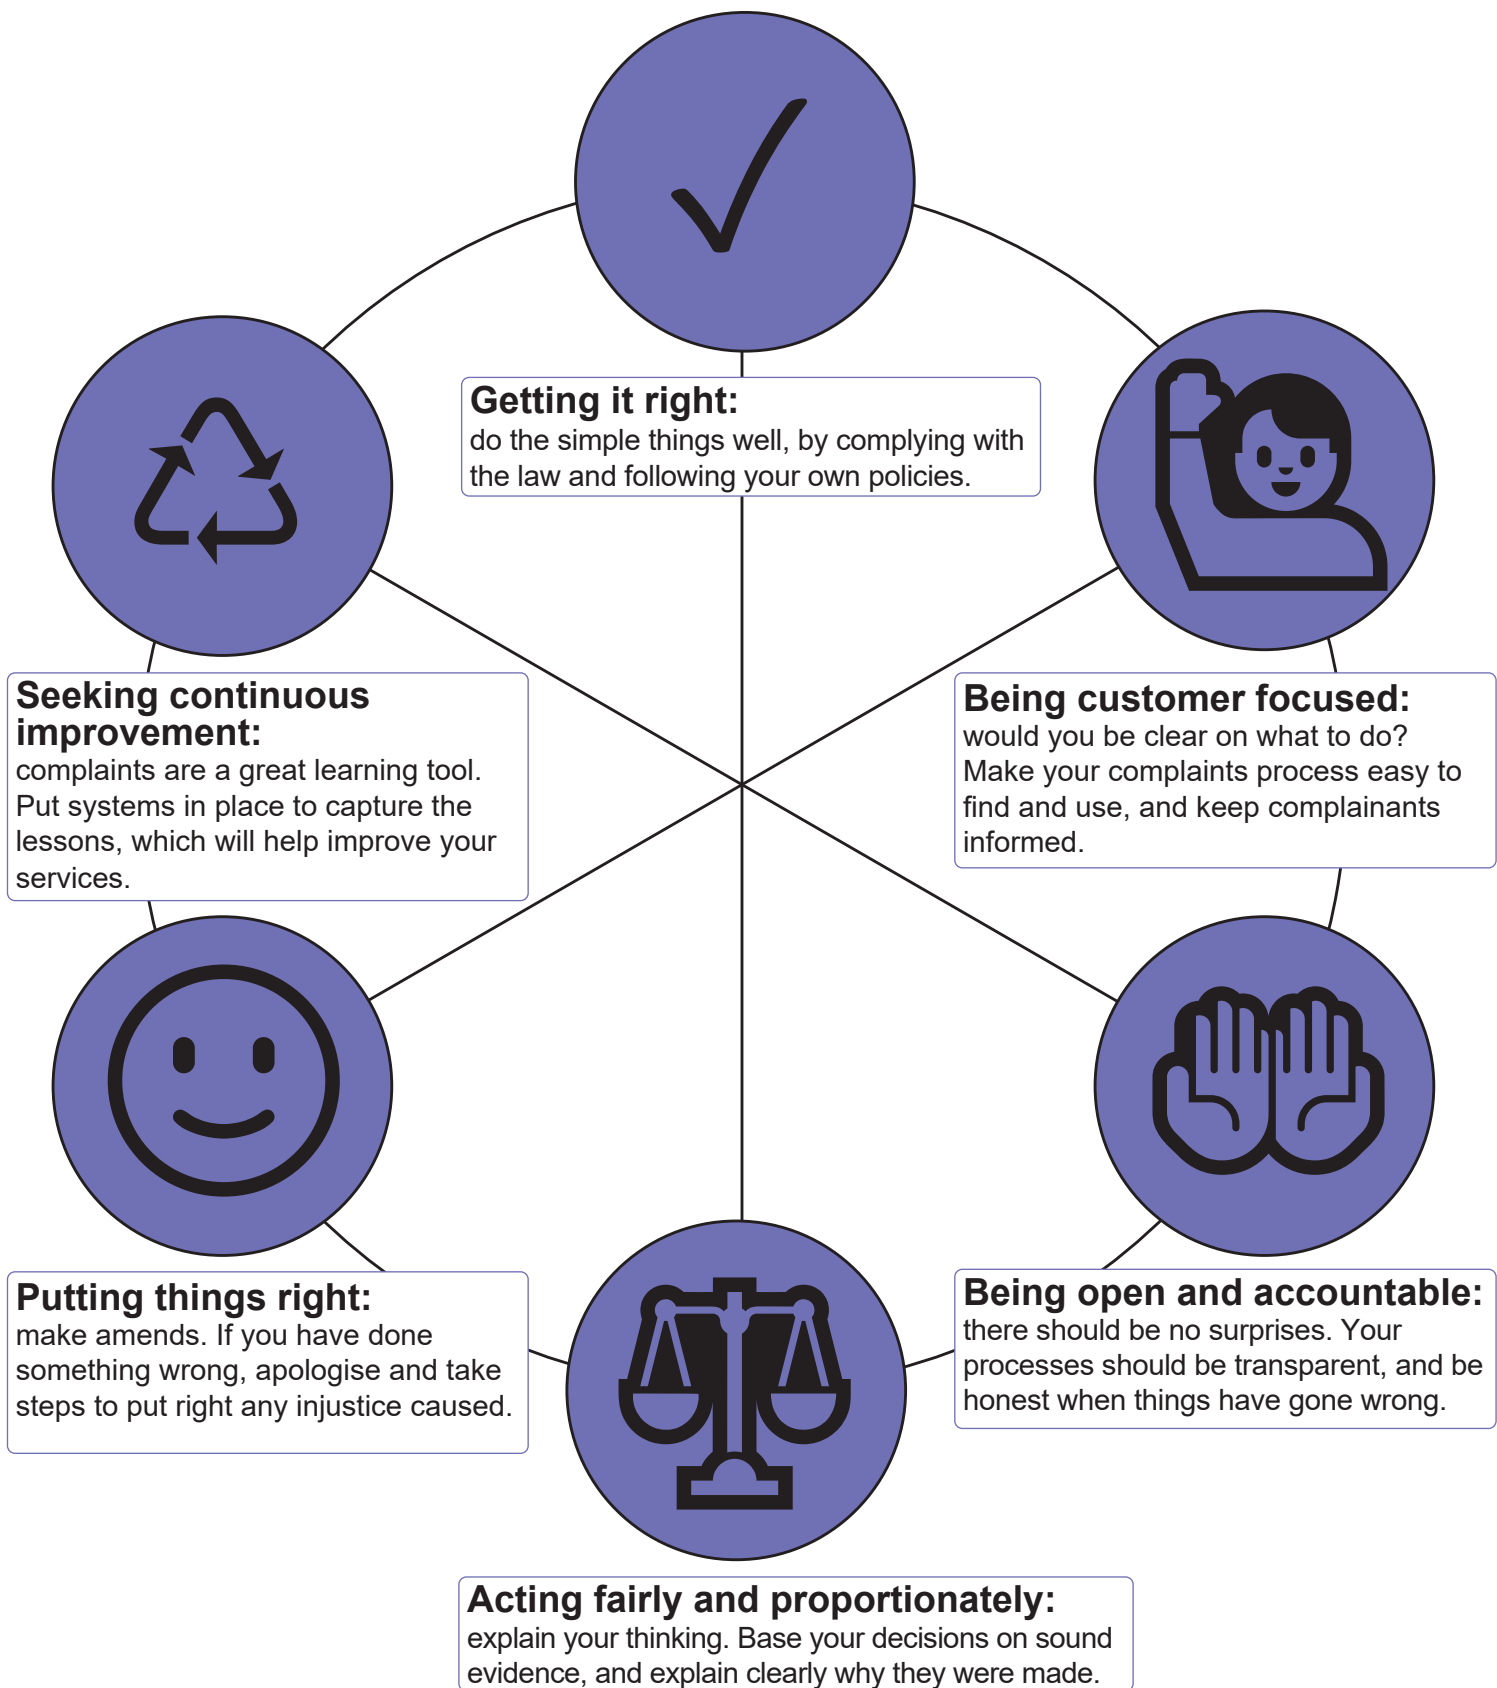 Getting it right:
do the simple things well, by complying with
the law and following your own policies.
Being customer focused:
would you be clear on what to do?
Make your complaints process easy to
find and use, and keep complainants
informed.
Being open and accountable:
there should be no surprises. Your
processes should be transparent, and be
honest when things have gone wrong.
Acting fairly and proportionately:
explain your thinking. Base your decisions on sound
evidence, and explain clearly why they were made.
Putting things right:
make amends. If you have done
something wrong, apologise and take
steps to put right any injustice caused.
Seeking continuous
improvement:
complaints are a great learning tool.
Put systems in place to capture the
lessons, which will help improve your
services.